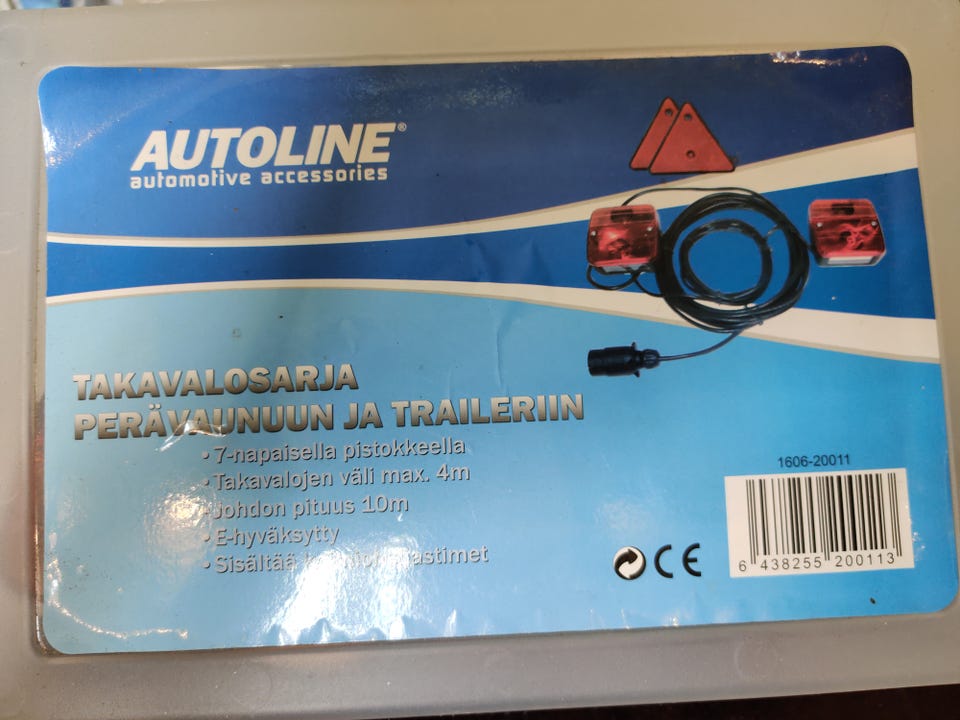 AUTOLINE®
automotive accessories
TAKAVALOSARJA
PERÄVAUNUUN JA TRAILERIIN
• 7-napaisella pistokkeella
• Takavalojen väli max. 4m
• Johdon pituus 10m
• E-hyväksytty
• Sisältää
1606-20011
CE
6 438255 200113